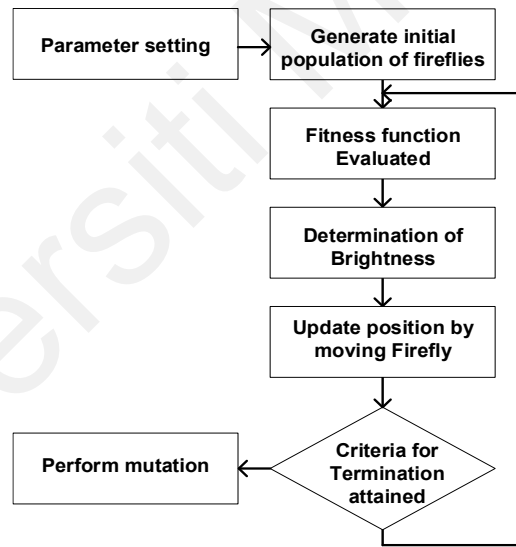 Parameter setting
Generate initial
population of fireflies
Fitness function
Evaluated
Determination of
Brightness
Update position by
moving Firefly
Perform mutation
Criteria for
Termination
attained
ersiti M